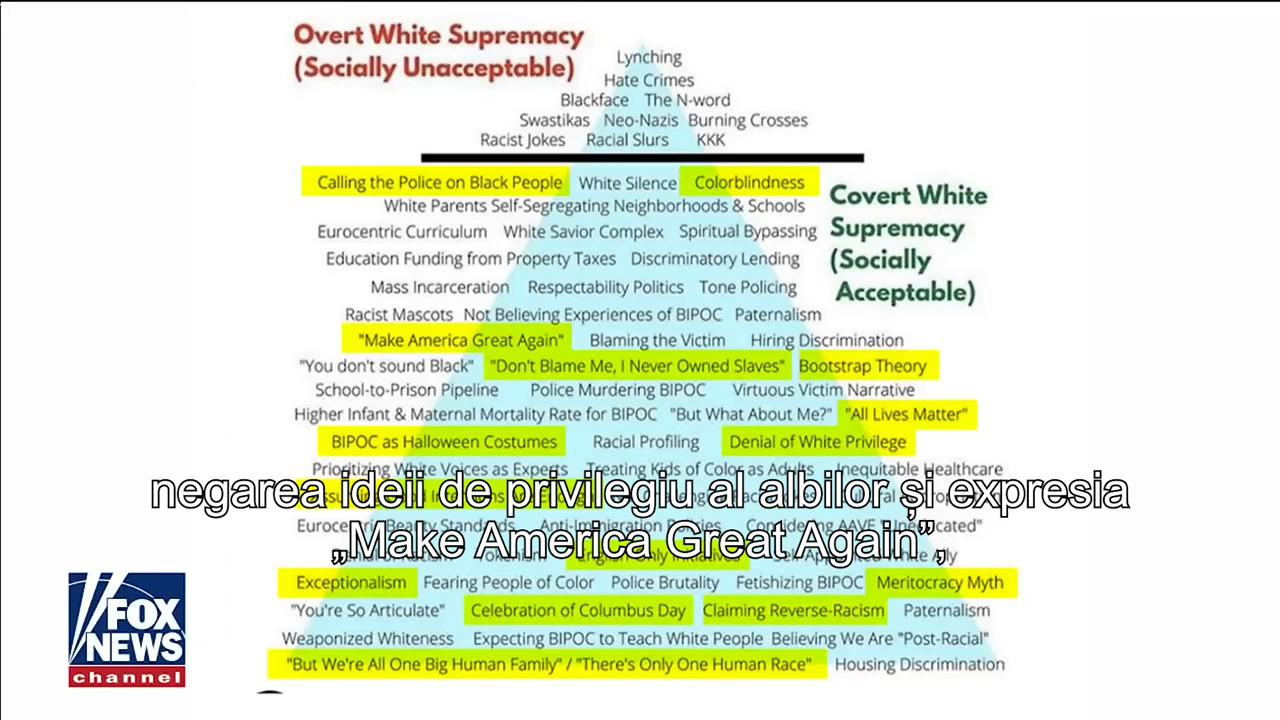 Overt White Supremacy
(Socially Unacceptable)
Lynching
Hate Crimes
Blackface The N-word
Swastikas Neo-Nazis Burning Crosses
Racist Jokes Racial Slurs KKK
Calling the Police on Black People White Silence Colorblindness
Covert White
Supremacy
(Socially
Acceptable)
White Parents Self-Segregating Neighborhoods & Schools
Eurocentric Curriculum White Savior Complex Spiritual Bypassing
Education Funding from Property Taxes Discriminatory Lending
Mass Incarceration Respectability Politics Tone Policing
Racist Mascots Not Believing Experiences of BIPOC Paternalism
"Make America Great Again" Blaming the Victim Hiring Discrimination
"You don't sound Black" "Don't Blame Me, I Never Owned Slaves" Bootstrap Theory
School-to-Prison Pipeline Police Murdering BIPOC Virtuous Victim Narrative
Higher Infant & Maternal Mortality Rate for BIPOC "But What About Me?" "All Lives Matter"
BIPOC as Halloween Costumes Racial Profiling Denial of White Privilege
Prioritizing White Voices as Experts Treating Kids of Color as Adults Inequitable Healthcare
negarea ideii de privilegiu al albilor și expresia
Eurocentric Beauty Standards Anti-Immigration Policies Considering AAVE
„Make America Great Again”,
English-Only Initiatives
Exceptionalism Fearing People of Color Police Brutality Fetishizing BIPOC Meritocracy Myth
"You're So Articulate" Celebration of Columbus Day Claiming Reverse-Racism Paternalism
Weaponized Whiteness Expecting BIPOC to Teach White People Believing We Are "Post-Racial"
"But We're All One Big Human Family" / "There's Only One Human Race" Housing Discrimination
FOX
NEWS
channel